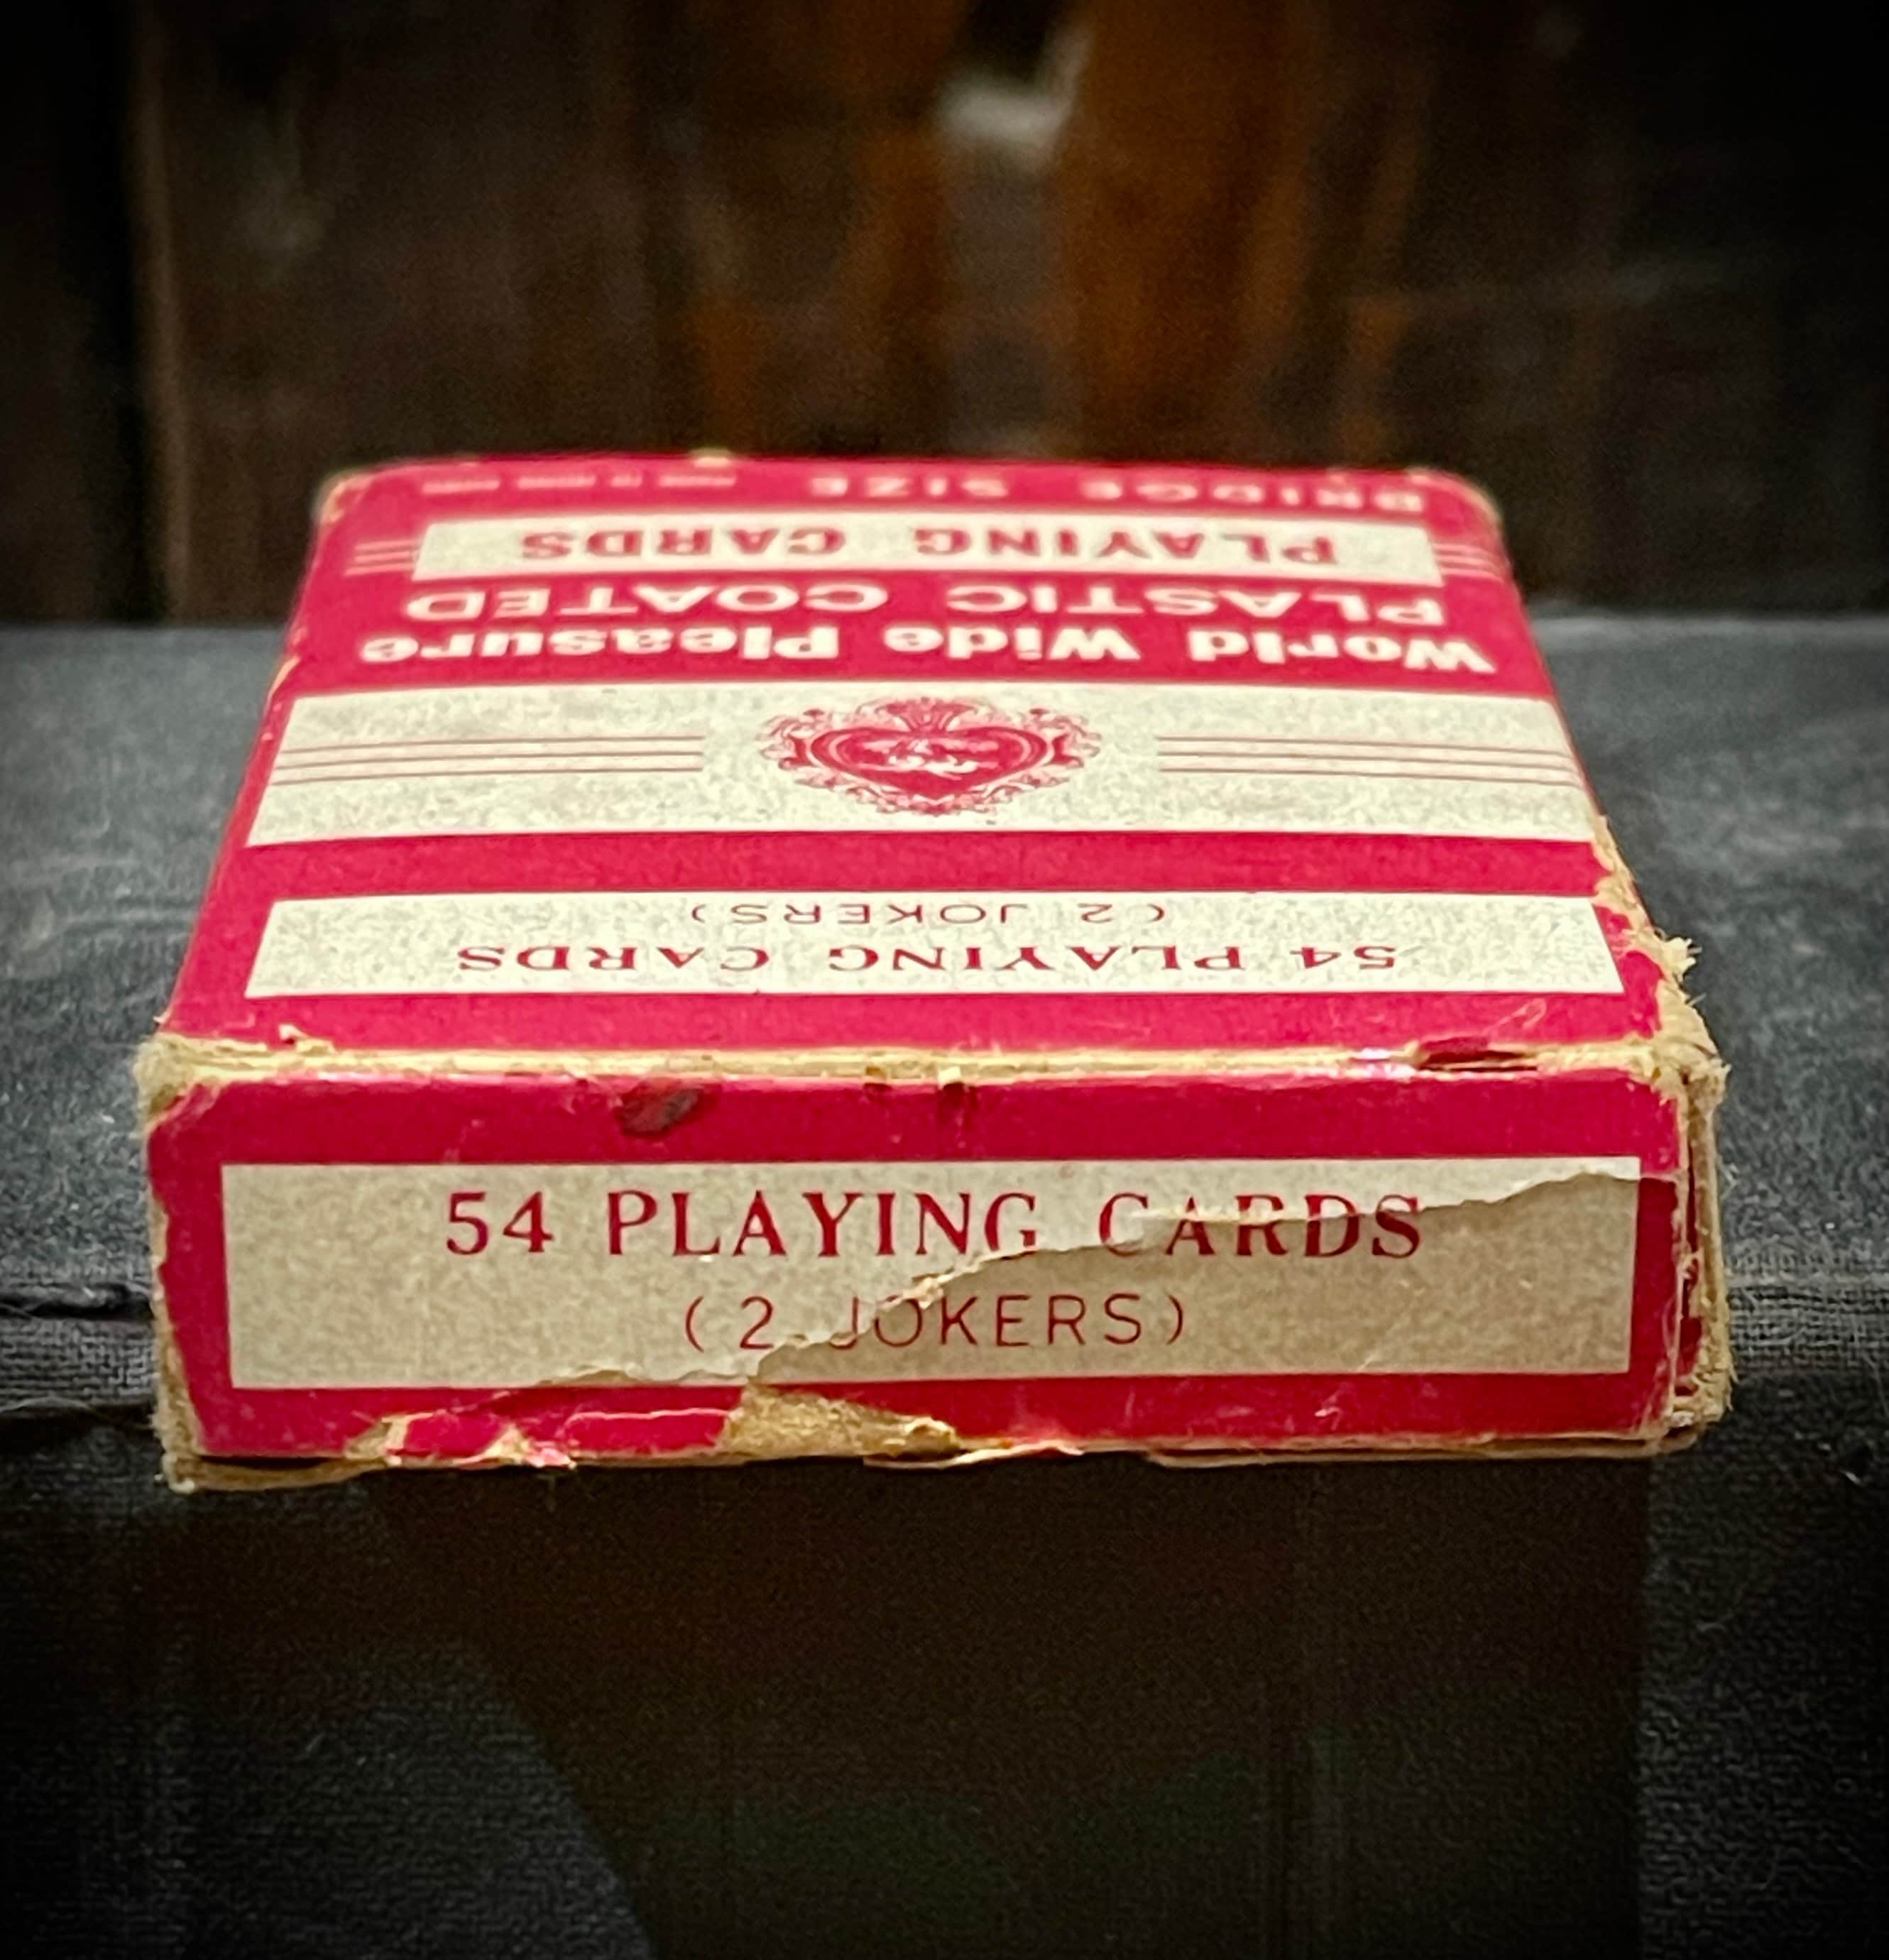 54 PLAYING CARDS
(2 JOKERS)
World Wide Pleasure
PLASTIC COATED
PLAYING CARDS
BRIDGE SIZE
54 PLAYING CARDS
(2 JOKERS)